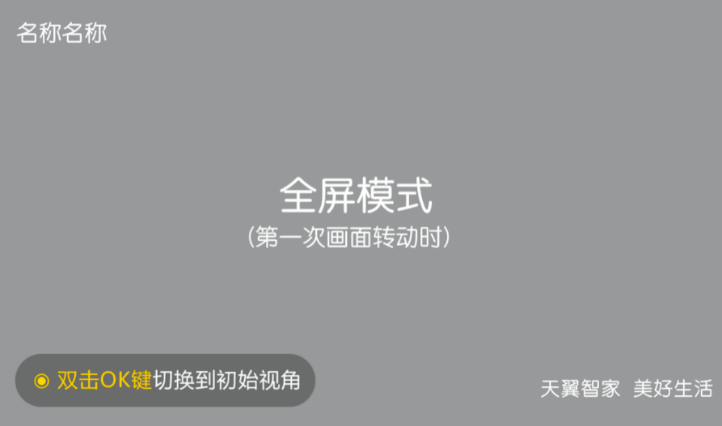 名称名称
全屏模式
(第一次画面转动时)
双击OK键切换到初始视角
天翼智家 美好生活